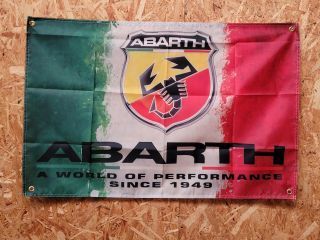 ABARTH
ABARTH
A WORLD OF PERFORMANCE
SINCE 1949